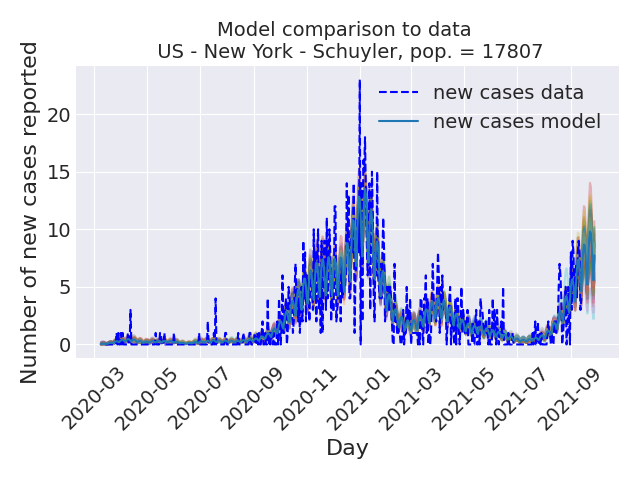 Model comparison to data
US - New York - Schuyler, pop. = 17807
Number of new cases reported
20
15
10
5
0
new cases data
new cases model
2020-03
2020-05
2020-07
2020-09
2020-11
2021-01
2021-03
2021-05
2021-07
2021-09
Day